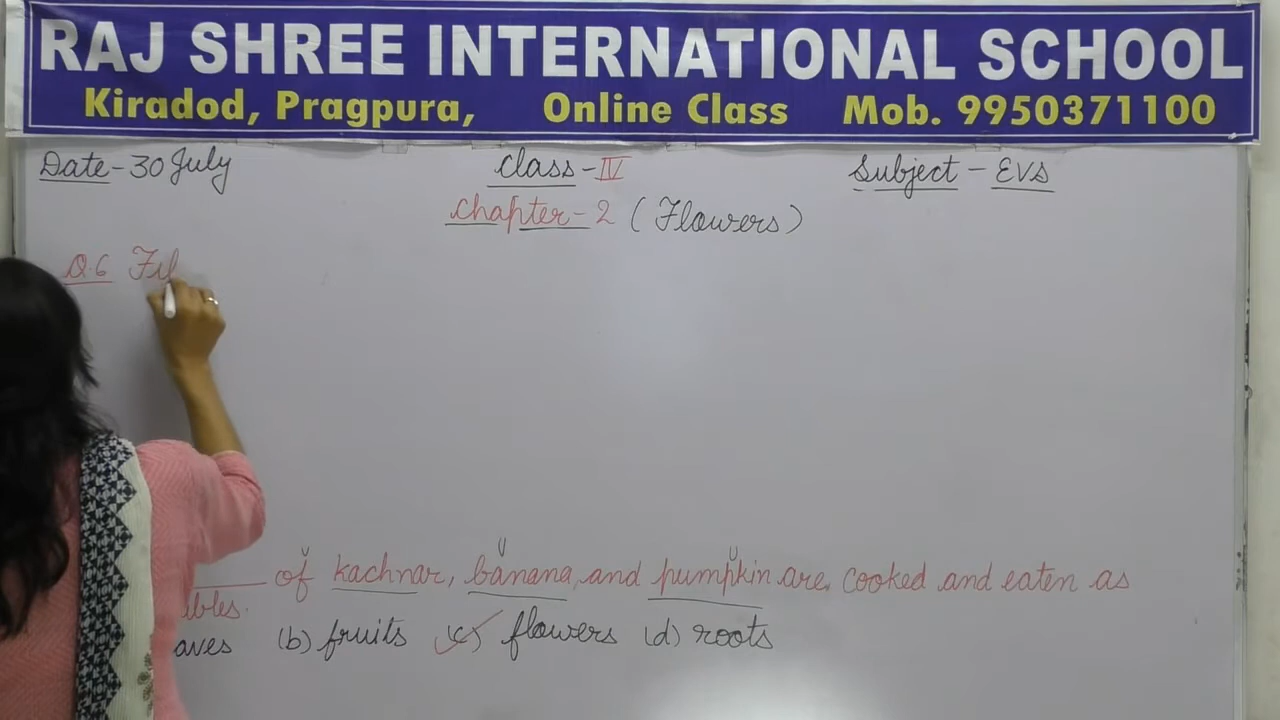 RAJ SHREE INTERNATIONAL SCHOOL
Kiradod, Pragpura, Online Class Mob. 9950371100
Date - 30 July Class - IV Subject - EVS
Chapter - 2 (Flowers)
Q.6 Fil
of kachnar, banana, and pumpkin are cooked and eaten as
bles.
aves (b) fruits (c) flowers (d) roots